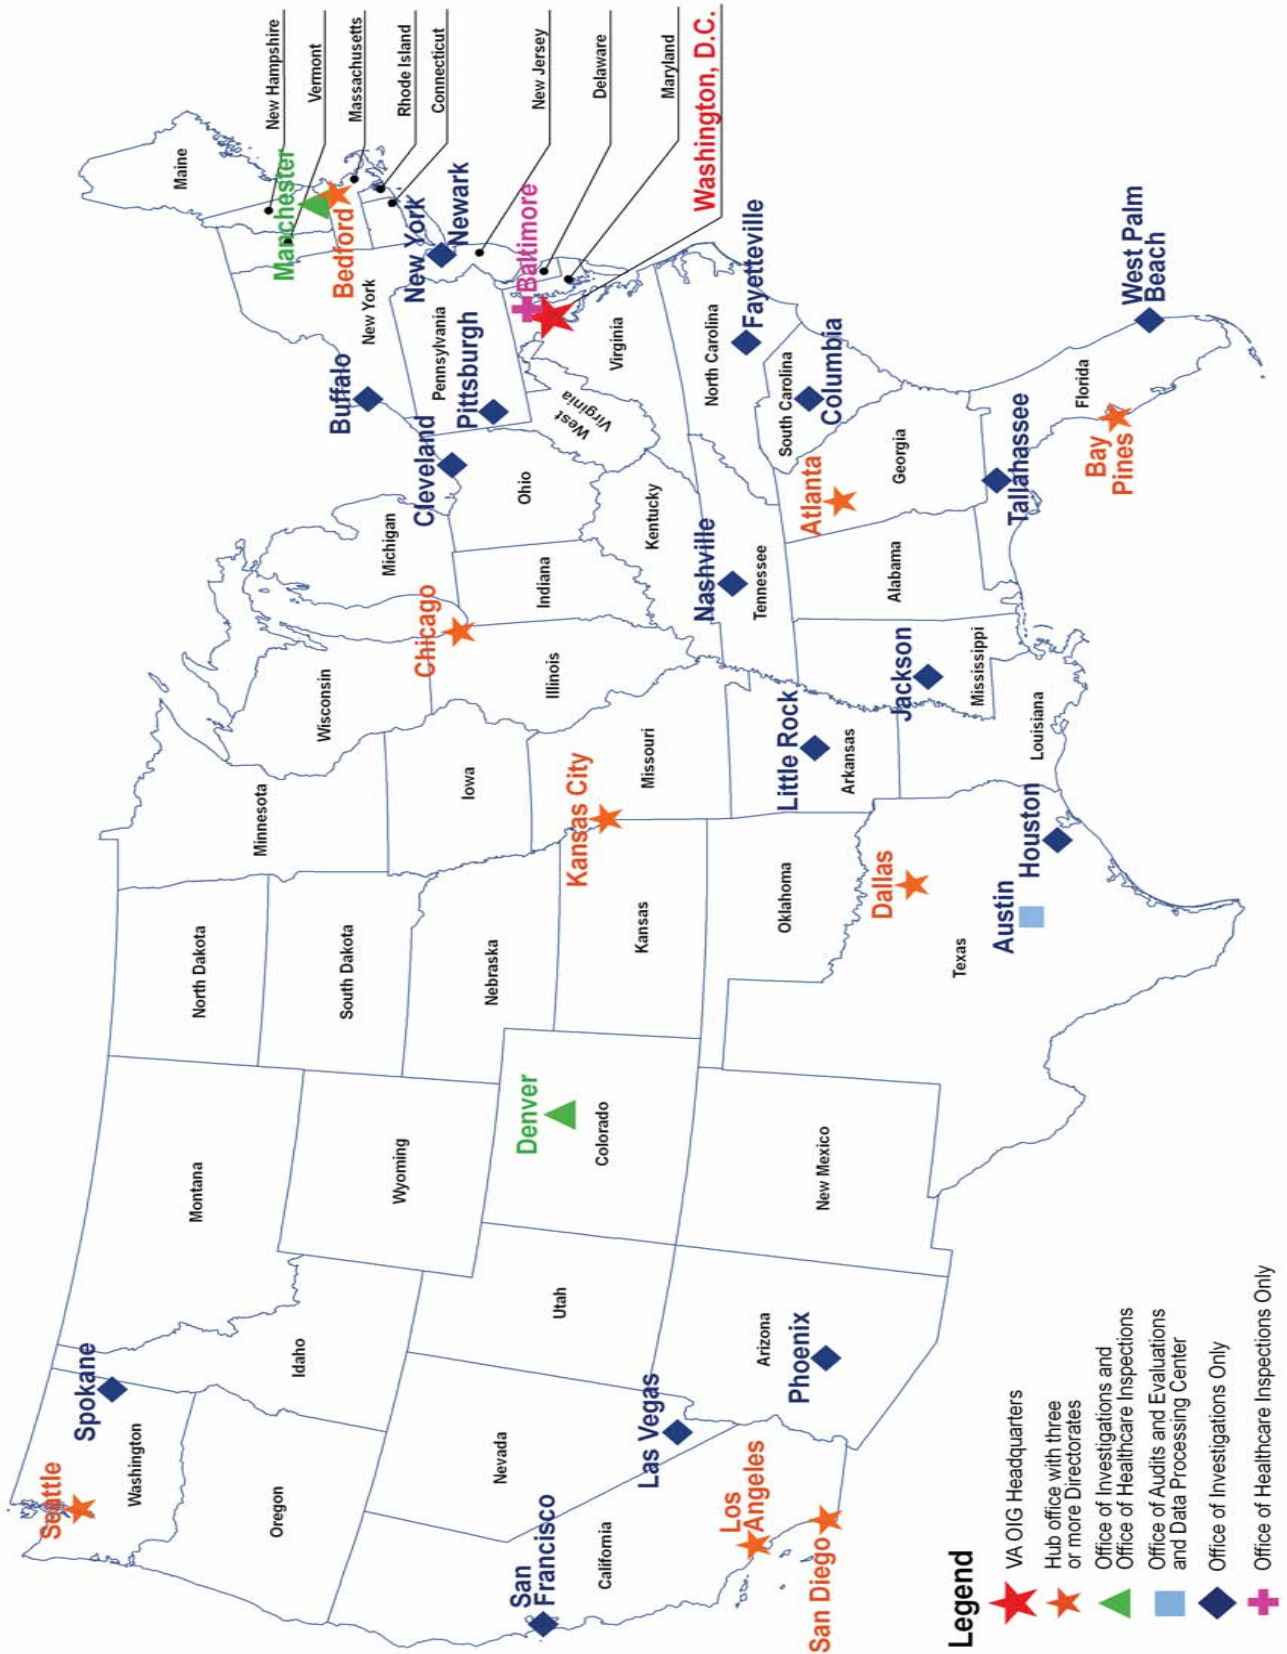 Seattle
Spokane
Washington
Oregon
Idaho
Montana
North Dakota
South Dakota
Minnesota
Wyoming
Nebraska
Iowa
Wisconsin
Michigan
Chicago
Illinois
Indiana
Ohio
Cleveland
Buffalo
Pennsylvania
Pittsburgh
New York
New York
Newark
Maine
Manchester
Bedford
New Hampshire
Vermont
Massachusetts
Rhode Island
Connecticut
New Jersey
Delaware
Maryland
Washington, D.C.
Baltimore
West
Virginia
Virginia
Kentucky
San
Francisco
California
Nevada
Las Vegas
Utah
Denver
Colorado
Kansas
Kansas City
Missouri
Nashville
Tennessee
North Carolina
Fayetteville
South Carolina
Columbia
Los
Angeles
San Diego
Arizona
Phoenix
New Mexico
Oklahoma
Little Rock
Arkansas
Dallas
Texas
Austin
Houston
Louisiana
Jackson
Mississippi
Alabama
Atlanta
Georgia
Tallahassee
Florida
Bay
Pines
West Palm
Beach
Legend
VA OIG Headquarters
Hub office with three
or more Directorates
Office of Investigations and
Office of Healthcare Inspections
Office of Audits and Evaluations
and Data Processing Center
Office of Investigations Only
Office of Healthcare Inspections Only